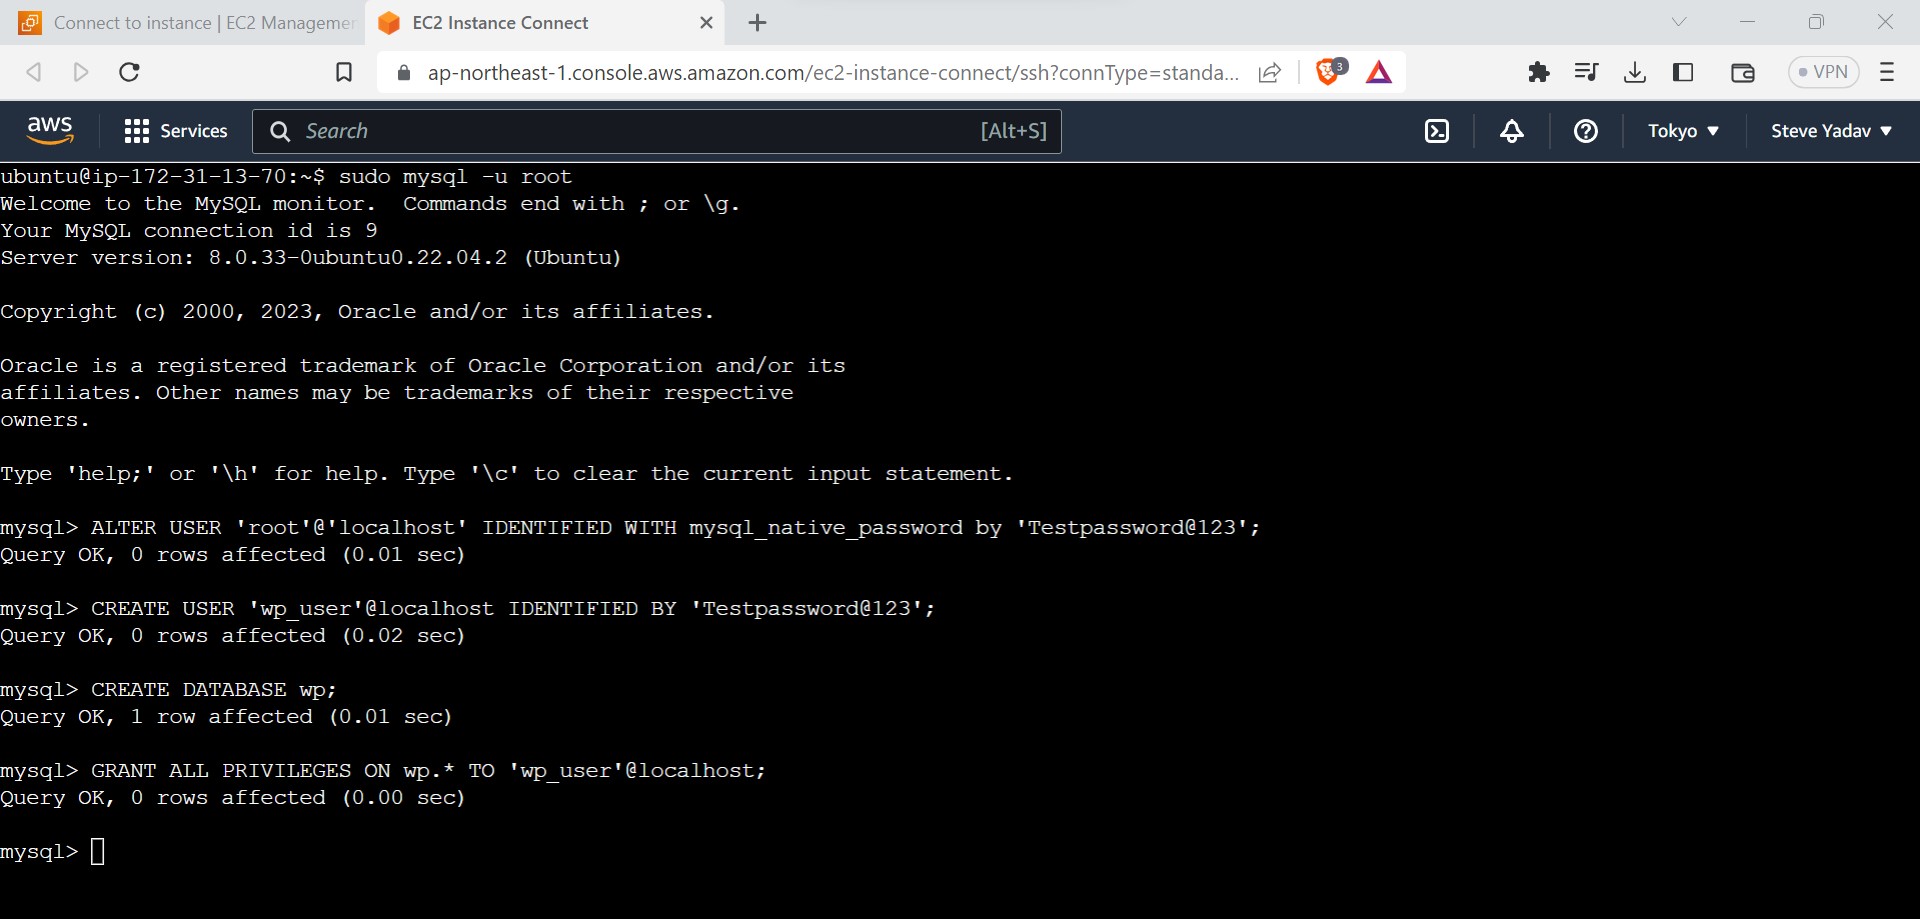 Connect to instance | EC2 Managemen
EC2 Instance Connect
ap-northeast-1.console.aws.amazon.com/ec2-instance-connect/ssh?connType=standa...
3
VPN
aws
Services
Search
[Alt+S]
Tokyo
Steve Yadav
ubuntu@ip-172-31-13-70:~$ sudo mysql -u root
Welcome to the MySQL monitor.  Commands end with ; or \g.
Your MySQL connection id is 9
Server version: 8.0.33-0ubuntu0.22.04.2 (Ubuntu)
Copyright (c) 2000, 2023, Oracle and/or its affiliates.
Oracle is a registered trademark of Oracle Corporation and/or its
affiliates. Other names may be trademarks of their respective
owners.
Type 'help;' or '\h' for help. Type '\c' to clear the current input statement.
mysql> ALTER USER 'root'@'localhost' IDENTIFIED WITH mysql_native_password by 'Testpassword@123';
Query OK, 0 rows affected (0.01 sec)
mysql> CREATE USER 'wp_user'@localhost IDENTIFIED BY 'Testpassword@123';
Query OK, 0 rows affected (0.02 sec)
mysql> CREATE DATABASE wp;
Query OK, 1 row affected (0.01 sec)
mysql> GRANT ALL PRIVILEGES ON wp.* TO 'wp_user'@localhost;
Query OK, 0 rows affected (0.00 sec)
mysql>